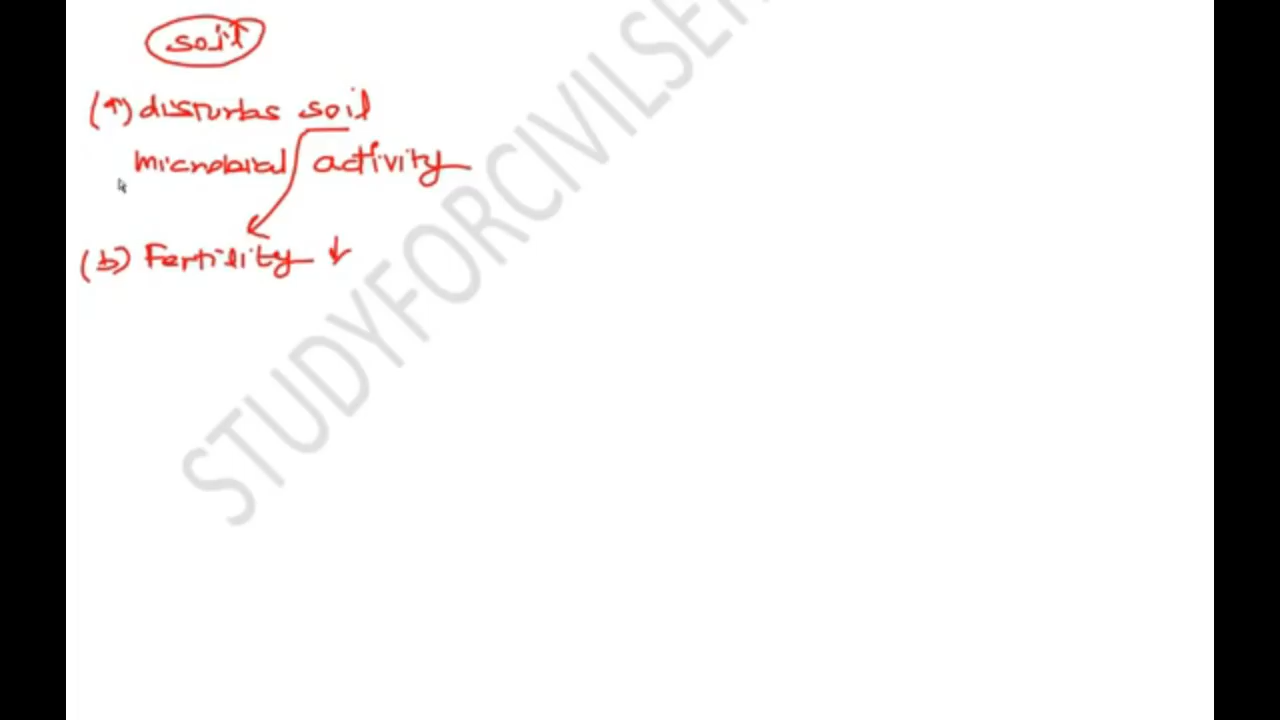 soil
(a) disturbs soil
microbial activity
(b) Fertility ↓
STUDYFORCIVILSER